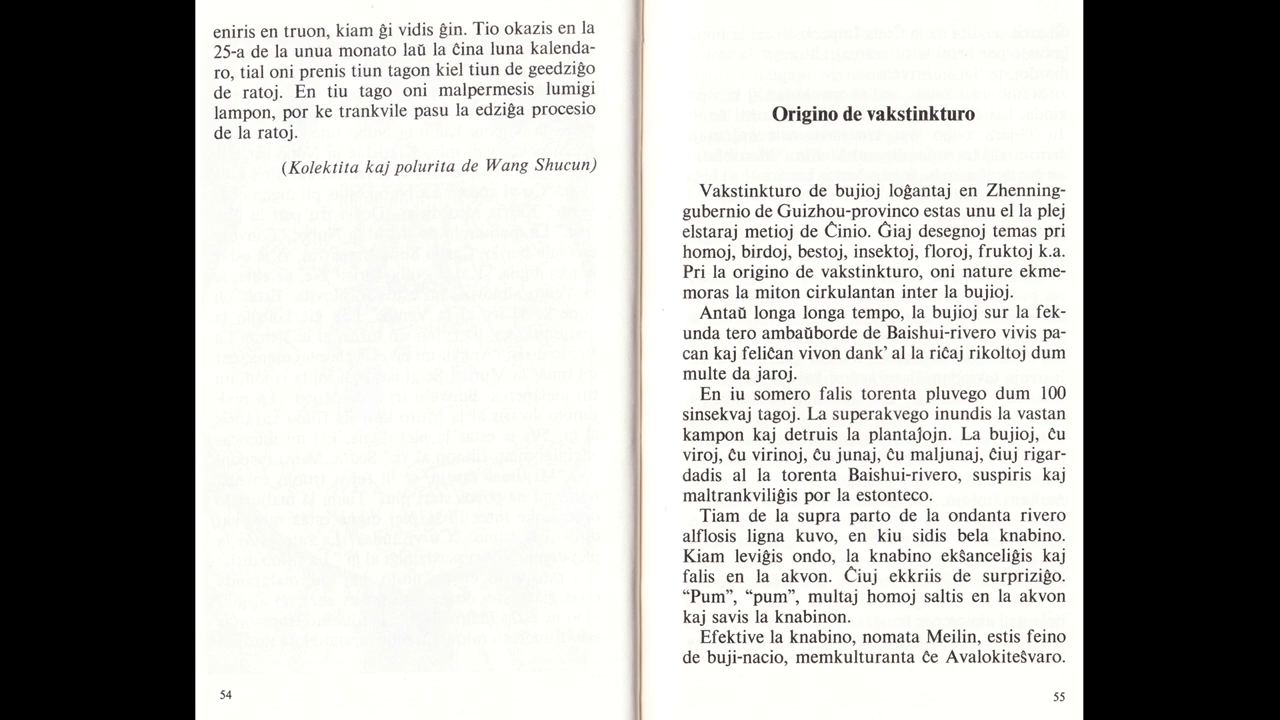 eniris en truon, kiam ĝi vidis ĝin. Tio okazis en la
25-a de la unua monato laŭ la ĉina luna kalenda-
ro, tial oni prenis tiun tagon kiel tiun de geedziĝo
de ratoj. En tiu tago oni malpermesis lumigi
lampon, por ke trankvile pasu la edziĝa procesio
de la ratoj.
(Kolektita kaj polurita de Wang Shucun)
54
Origino de vakstinkturo
Vakstinkturo de bujioj loĝantaj en Zhenning-
gubernio de Guizhou-provinco estas unu el la plej
elstaraj metioj de Ĉinio. Ĝiaj desegnoj temas pri
homoj, birdoj, bestoj, insektoj, floroj, fruktoj k.a.
Pri la origino de vakstinkturo, oni nature ekme-
moras la miton cirkulantan inter la bujioj.
Antaŭ longa longa tempo, la bujioj sur la fek-
unda tero ambaŭborde de Baishui-rivero vivis pa-
can kaj feliĉan vivon dank’ al la riĉaj rikoltoj dum
multe da jaroj.
En iu somero falis torenta pluvego dum 100
sinsekvaj tagoj. La superakvego inundis la vastan
kampon kaj detruis la plantaĵojn. La bujioj, ĉu
viroj, ĉu virinoj, ĉu junaj, ĉu maljunaj, ĉiuj rigar-
dadis al la torenta Baishui-rivero, suspiris kaj
maltrankviliĝis por la estonteco.
Tiam de la supra parto de la ondanta rivero
alflosis ligna kuvo, en kiu sidis bela knabino.
Kiam leviĝis ondo, la knabino ekŝanceliĝis kaj
falis en la akvon. Ĉiuj ekkriis de surpriziĝo.
“Pum”, “pum”, multaj homoj saltis en la akvon
kaj savis la knabinon.
Efektive la knabino, nomata Meilin, estis feino
de buji-nacio, memkulturanta ĉe Avalokiteŝvaro.
55